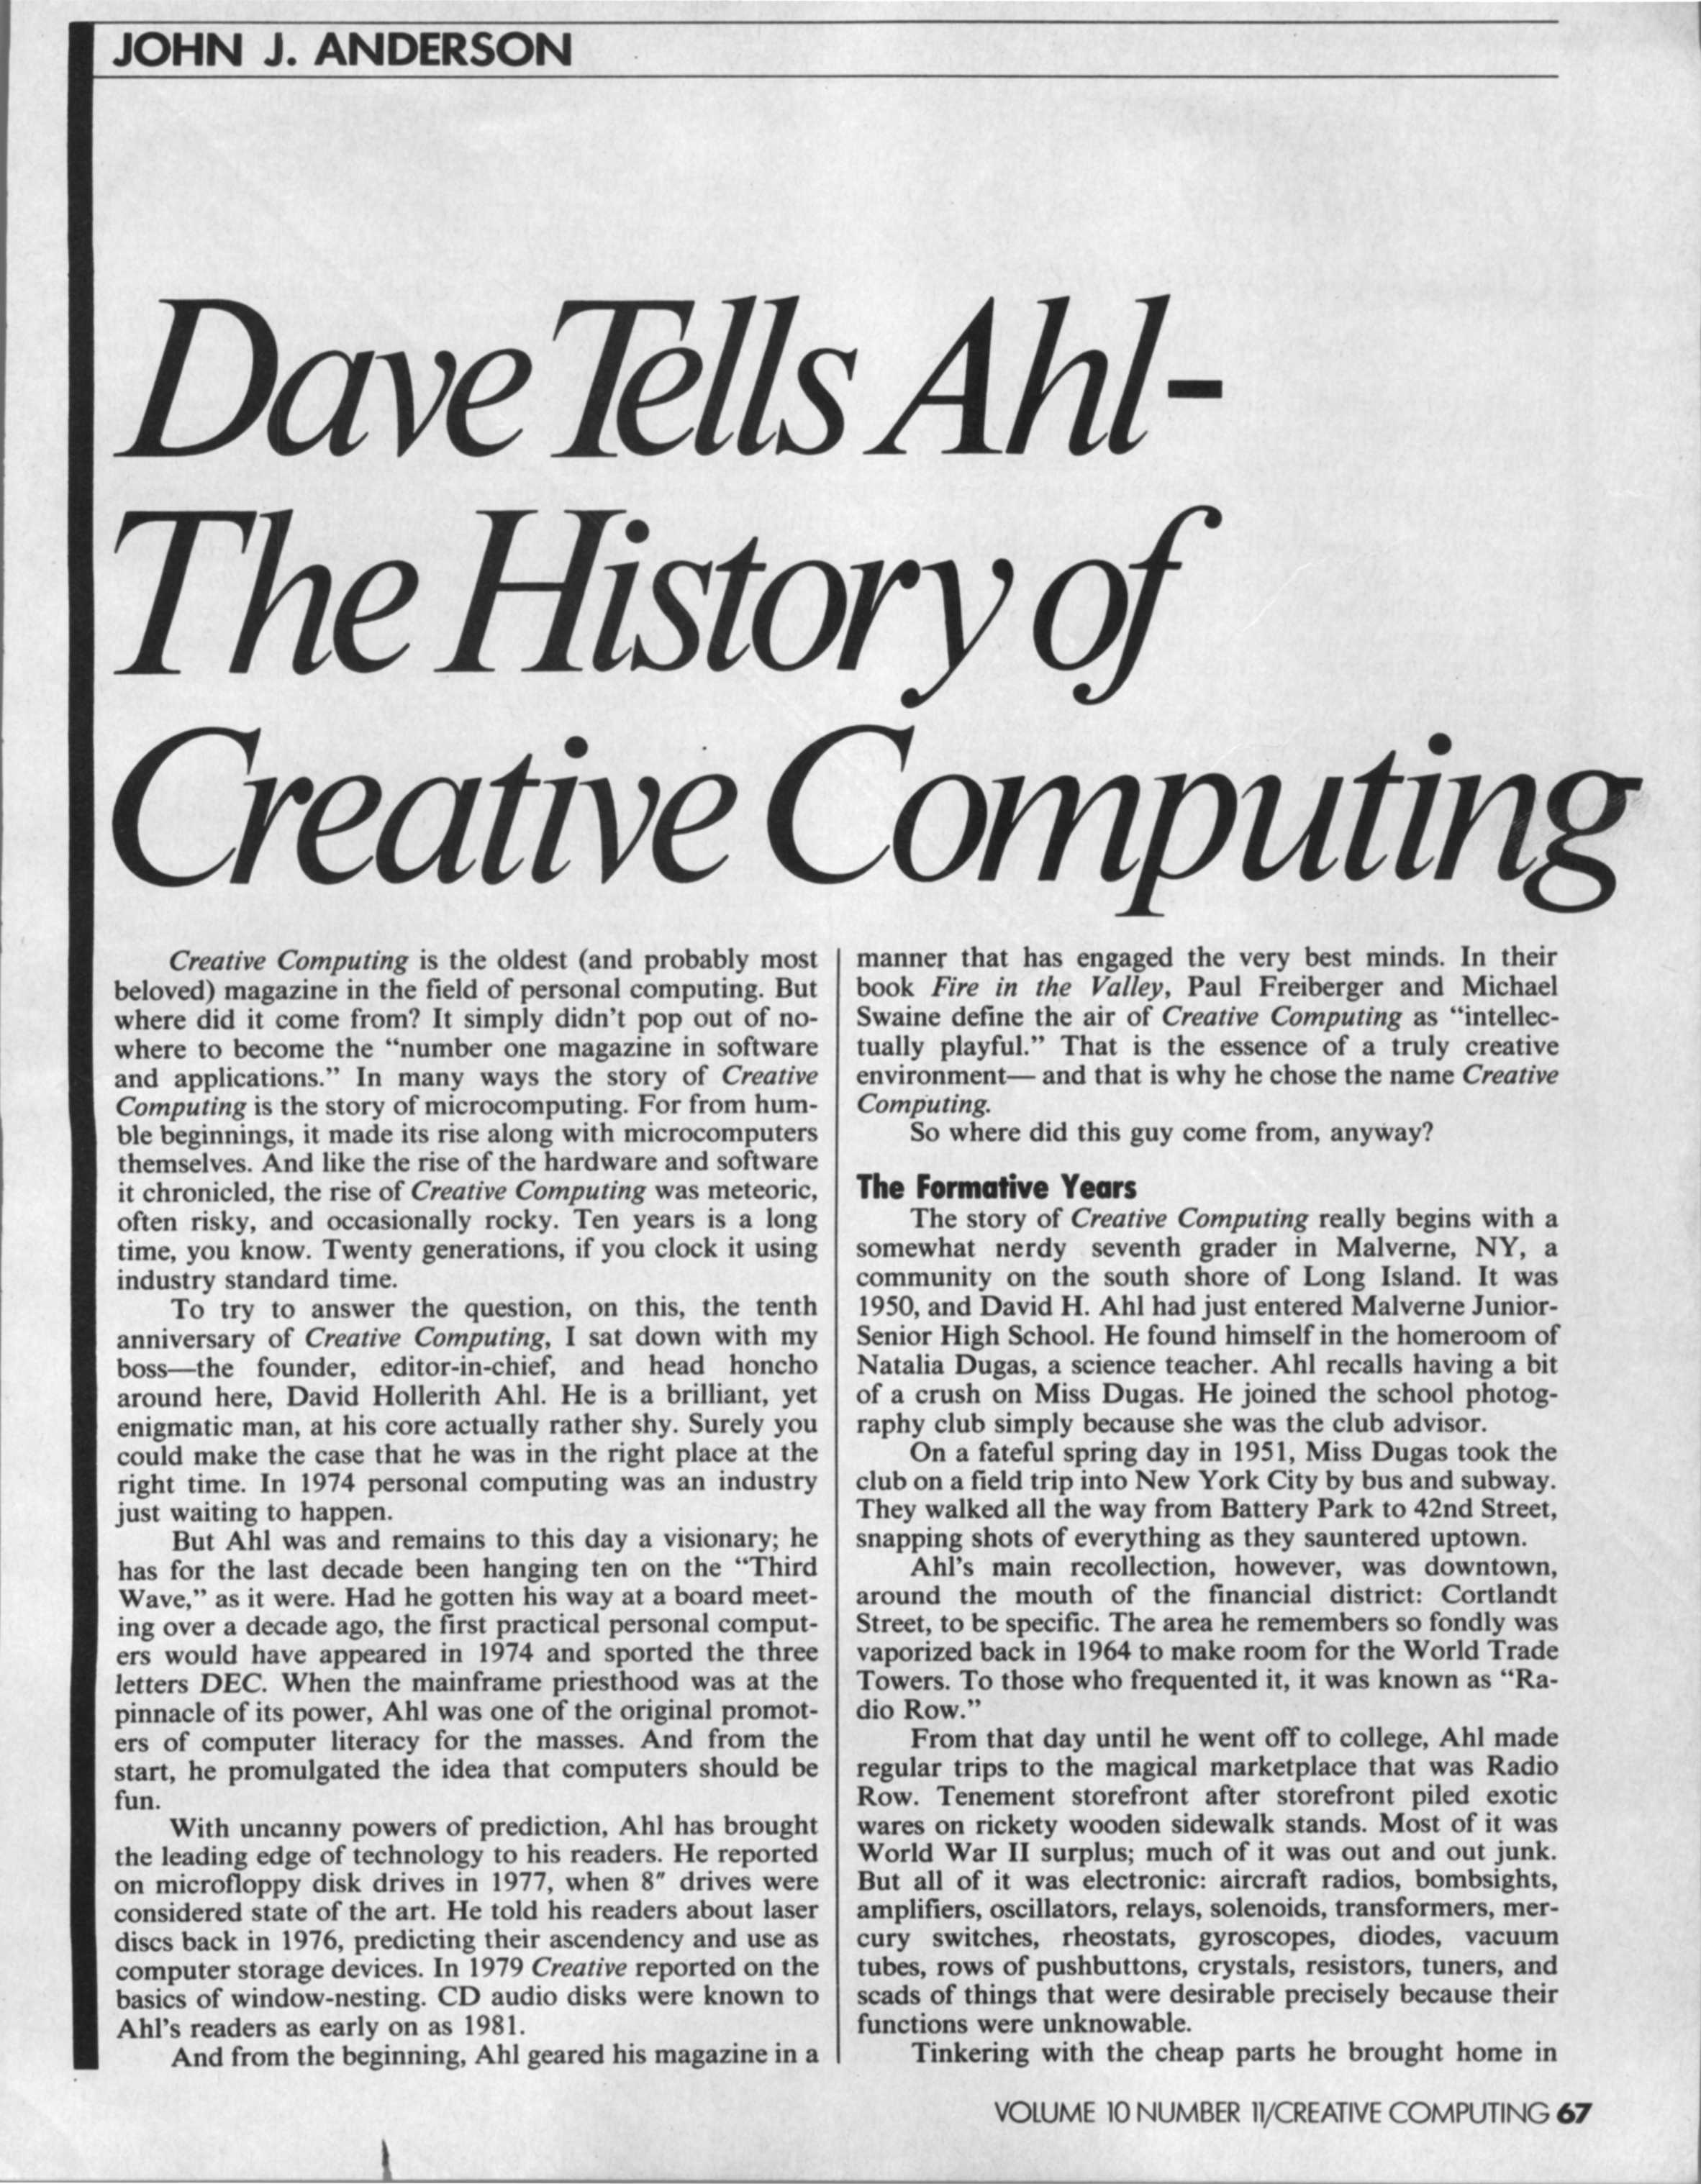 JOHN J. ANDERSON
Dave Tells Ahl-
The History of
Creative Computing
Creative Computing is the oldest (and probably most
beloved) magazine in the field of personal computing. But
where did it come from? It simply didn't pop out of no-
where to become the “number one magazine in software
and applications.” In many ways the story of Creative
Computing is the story of microcomputing. For from hum-
ble beginnings, it made its rise along with microcomputers
themselves. And like the rise of the hardware and software
it chronicled, the rise of Creative Computing was meteoric,
often risky, and occasionally rocky. Ten years is a long
time, you know. Twenty generations, if you clock it using
industry standard time.
To try to answer the question, on this, the tenth
anniversary of Creative Computing, I sat down with my
boss—the founder, editor-in-chief, and head honcho
around here, David Hollerith Ahl. He is a brilliant, yet
enigmatic man, at his core actually rather shy. Surely you
could make the case that he was in the right place at the
right time. In 1974 personal computing was an industry
just waiting to happen.
But Ahl was and remains to this day a visionary; he
has for the last decade been hanging ten on the “Third
Wave,” as it were. Had he gotten his way at a board meet-
ing over a decade ago, the first practical personal comput-
ers would have appeared in 1974 and sported the three
letters DEC. When the mainframe priesthood was at the
pinnacle of its power, Ahl was one of the original promot-
ers of computer literacy for the masses. And from the
start, he promulgated the idea that computers should be
fun.
With uncanny powers of prediction, Ahl has brought
the leading edge of technology to his readers. He reported
on microfloppy disk drives in 1977, when 8″ drives were
considered state of the art. He told his readers about laser
discs back in 1976, predicting their ascendency and use as
computer storage devices. In 1979 Creative reported on the
basics of window-nesting. CD audio disks were known to
Ahl's readers as early on as 1981.
And from the beginning, Ahl geared his magazine in a
manner that has engaged the very best minds. In their
book Fire in the Valley, Paul Freiberger and Michael
Swaine define the air of Creative Computing as “intellec-
tually playful.” That is the essence of a truly creative
environment— and that is why he chose the name Creative
Computing.
So where did this guy come from, anyway?
The Formative Years
The story of Creative Computing really begins with a
somewhat nerdy seventh grader in Malverne, NY, a
community on the south shore of Long Island. It was
1950, and David H. Ahl had just entered Malverne Junior-
Senior High School. He found himself in the homeroom of
Natalia Dugas, a science teacher. Ahl recalls having a bit
of a crush on Miss Dugas. He joined the school photog-
raphy club simply because she was the club advisor.
On a fateful spring day in 1951, Miss Dugas took the
club on a field trip into New York City by bus and subway.
They walked all the way from Battery Park to 42nd Street,
snapping shots of everything as they sauntered uptown.
Ahl's main recollection, however, was downtown,
around the mouth of the financial district: Cortlandt
Street, to be specific. The area he remembers so fondly was
vaporized back in 1964 to make room for the World Trade
Towers. To those who frequented it, it was known as “Ra-
dio Row.”
From that day until he went off to college, Ahl made
regular trips to the magical marketplace that was Radio
Row. Tenement storefront after storefront piled exotic
wares on rickety wooden sidewalk stands. Most of it was
World War II surplus; much of it was out and out junk.
But all of it was electronic: aircraft radios, bombsights,
amplifiers, oscillators, relays, solenoids, transformers, mer-
cury switches, rheostats, gyroscopes, diodes, vacuum
tubes, rows of pushbuttons, crystals, resistors, tuners, and
scads of things that were desirable precisely because their
functions were unknowable.
Tinkering with the cheap parts he brought home in
VOLUME 10 NUMBER 11/CREATIVE COMPUTING 67